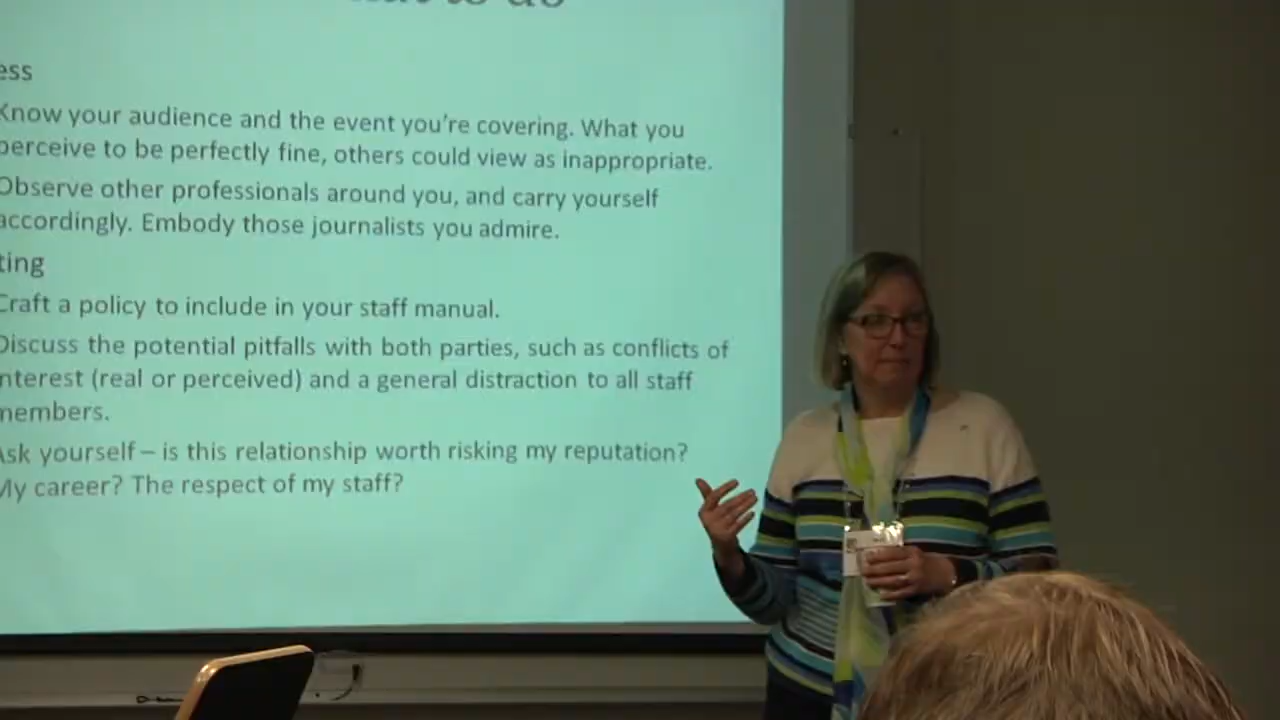 to do
ess
Know your audience and the event you're covering. What you
perceive to be perfectly fine, others could view as inappropriate.
Observe other professionals around you, and carry yourself
accordingly. Embody those journalists you admire.
ting
Craft a policy to include in your staff manual.
Discuss the potential pitfalls with both parties, such as conflicts of
nterest (real or perceived) and a general distraction to all staff
members.
Ask yourself – is this relationship worth risking my reputation?
My career? The respect of my staff?